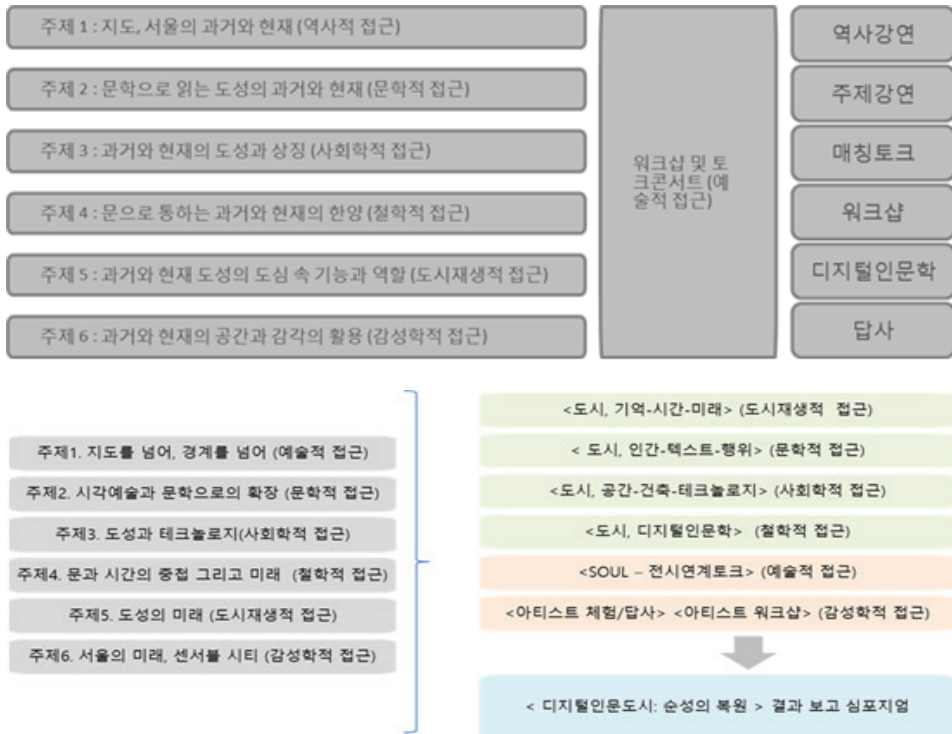 주제 1 : 지도, 서울의 과거와 현재 (역사적 접근)
주제 2 : 문학으로 읽는 도성의 과거와 현재 (문학적 접근)
주제 3 : 과거와 현재의 도성과 상징 (사회학적 접근)
주제 4 : 문으로 통하는 과거와 현재의 한양 (철학적 접근)
주제 5 : 과거와 현재 도성의 도심 속 기능과 역할 (도시재생적 접근)
주제 6 : 과거와 현재의 공간과 감각의 활용 (감성학적 접근)
워크샵 및 토
크콘서트 (예
술적 접근)
역사강연
주제강연
매칭토크
워크샵
디지털인문학
답사
주제1. 지도를 넘어, 경계를 넘어 (예술적 접근)
주제2. 시각예술과 문학으로의 확장 (문학적 접근)
주제3. 도성과 테크놀로지(사회학적 접근)
주제4. 문과 시간의 중첩 그리고 미래 (철학적 접근)
주제5. 도성의 미래 (도시재생적 접근)
주제6. 서울의 미래, 센서블 시티 (감성학적 접근)
<도시, 기억-시간-미래> (도시재생적 접근)
< 도시, 인간-텍스트-행위> (문학적 접근)
<도시, 공간-건축-테크놀로지> (사회학적 접근)
<도시, 디지털인문학> (철학적 접근)
<SOUL – 전시연계토크> (예술적 접근)
<아티스트 체험/답사> <아티스트 워크샵> (감성학적 접근)
< 디지털인문도시: 순성의 복원 > 결과 보고 심포지엄